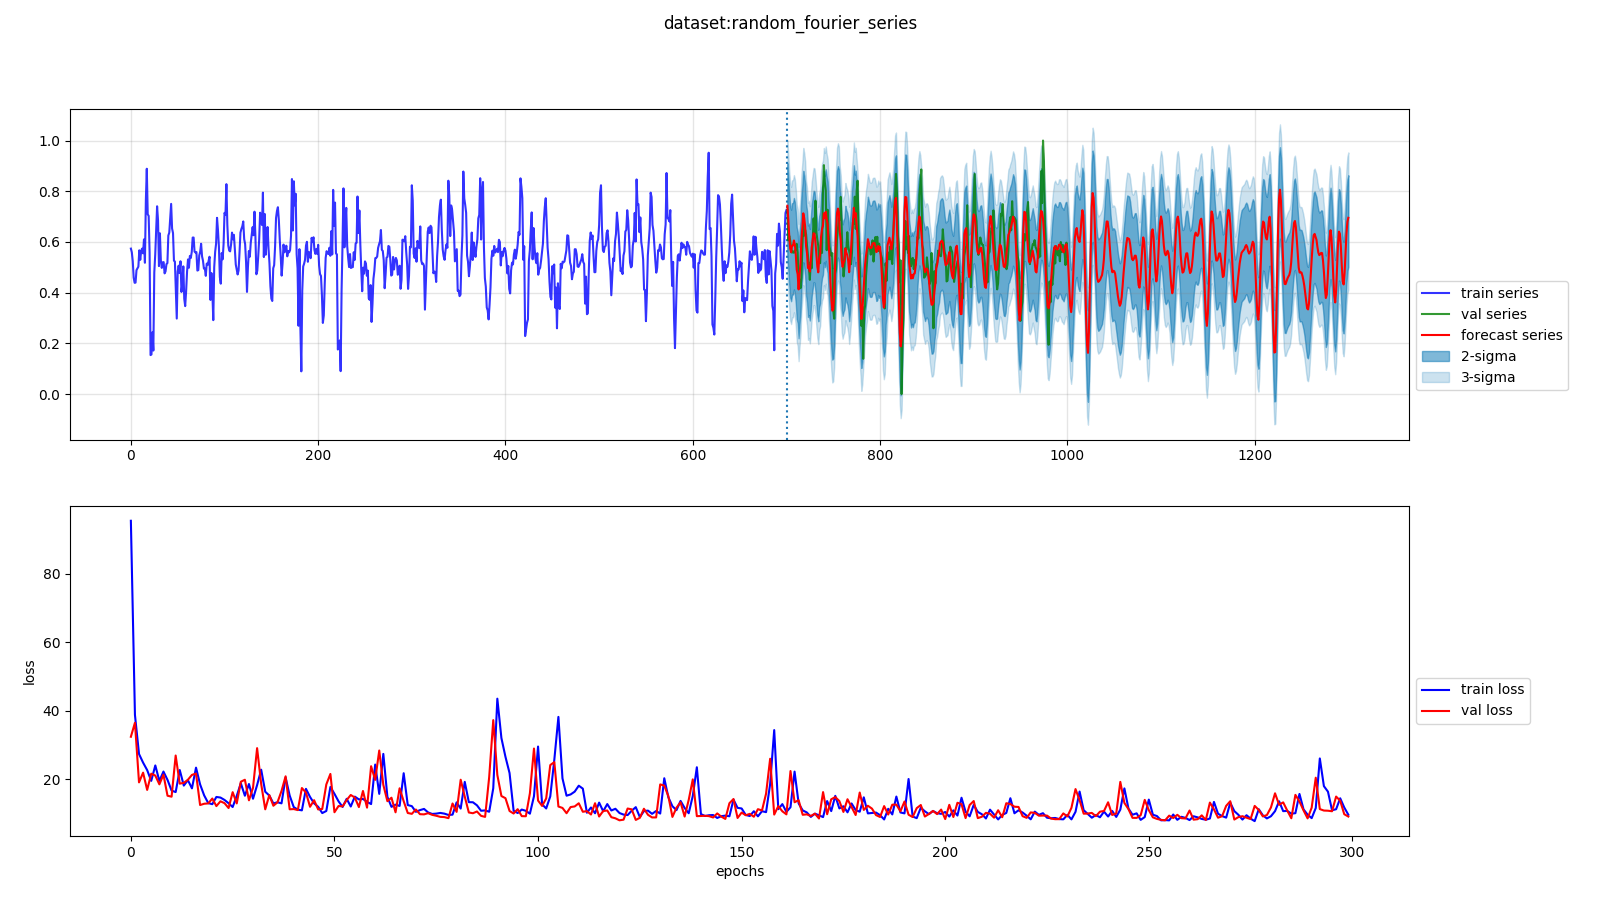 dataset:random_fourier_series
1.0
0.8
0.6
0.4
0.2
0.0
0 200 400 600 800 1000 1200
train series
val series
forecast series
2-sigma
3-sigma
loss
80
60
40
20
0 50 100 150 200 250 300
epochs
train loss
val loss